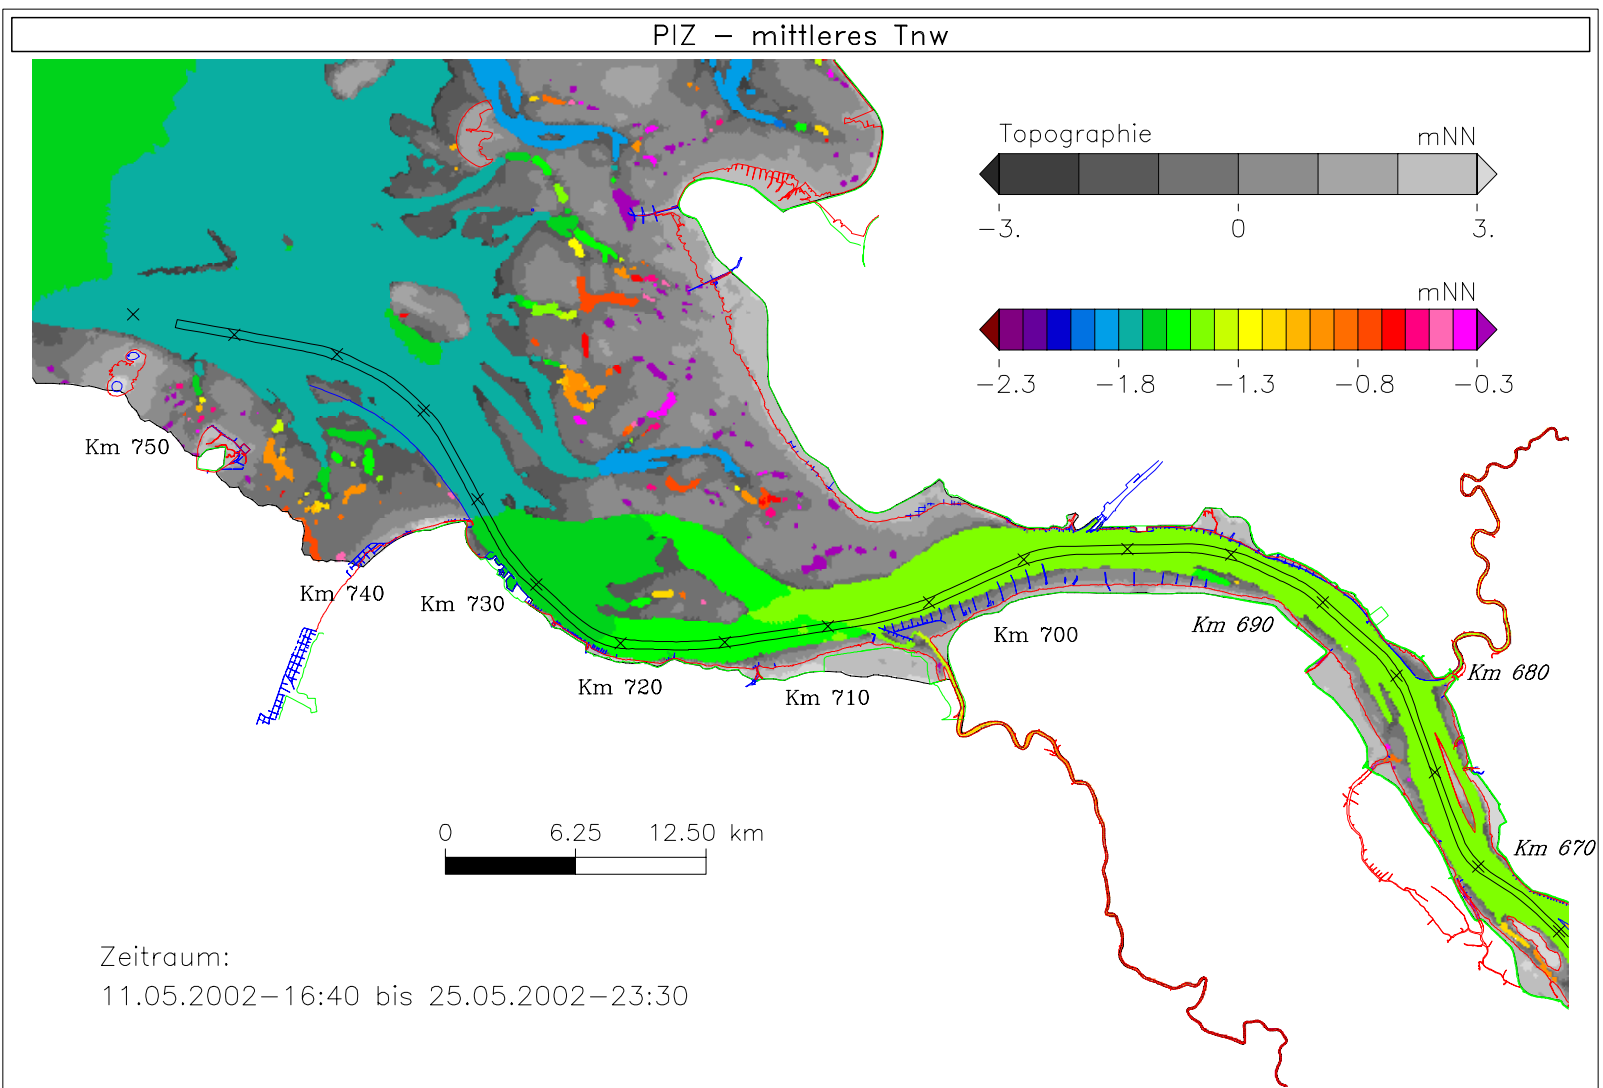 PIZ - mittleres Tnw
Topographie mNN
-3. 0 3.
mNN
-2.3 -1.8 -1.3 -0.8 -0.3
Km 750
Km 740
Km 730
Km 720
Km 710
Km 700
Km 690
Km 680
Km 670
0 6.25 12.50 km
Zeitraum:
11.05.2002-16:40 bis 25.05.2002-23:30